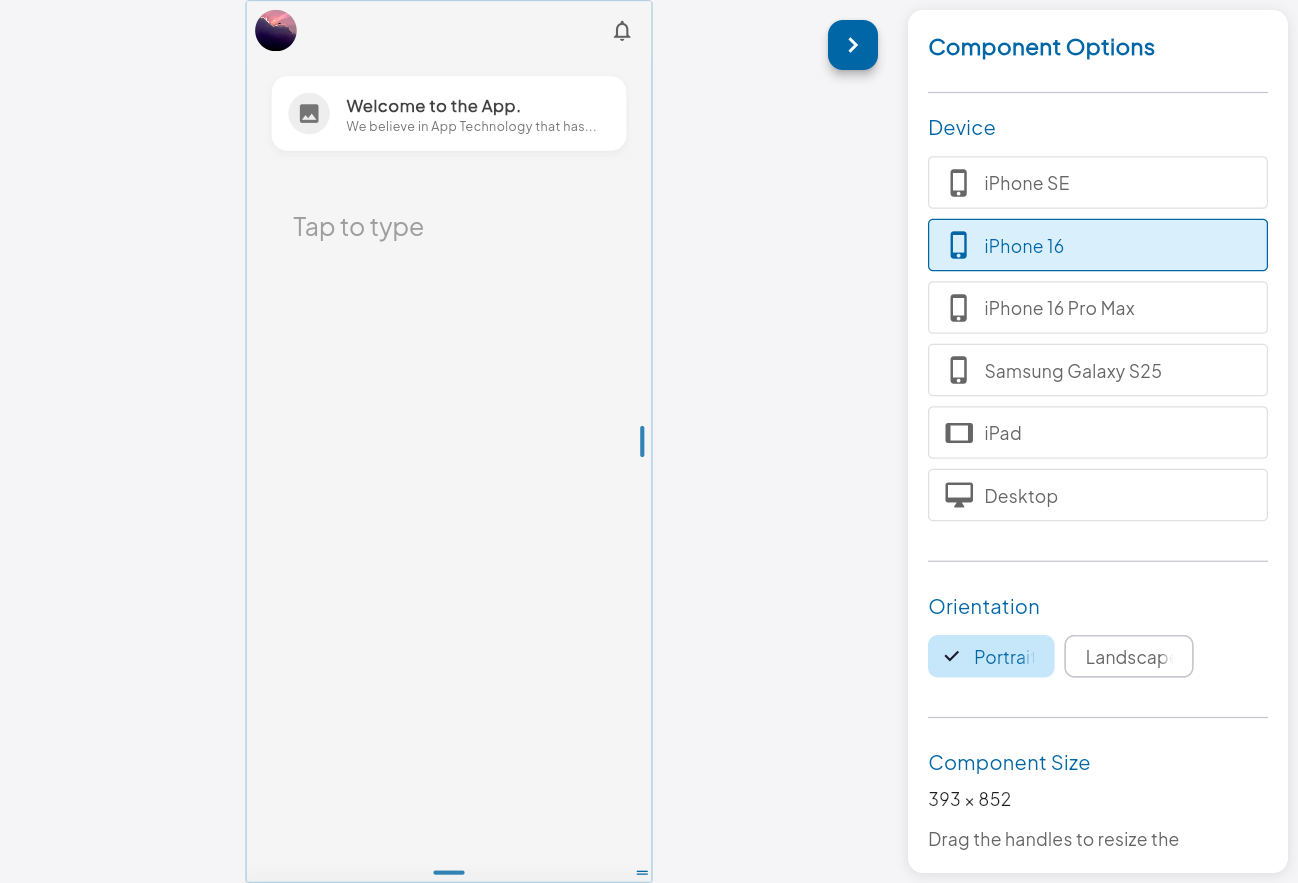 Welcome to the App.
We believe in App Technology that has...
Tap to type
Component Options
Device
iPhone SE
iPhone 16
iPhone 16 Pro Max
Samsung Galaxy S25
iPad
Desktop
Orientation
Portrait
Landscape
Component Size
393 × 852
Drag the handles to resize the